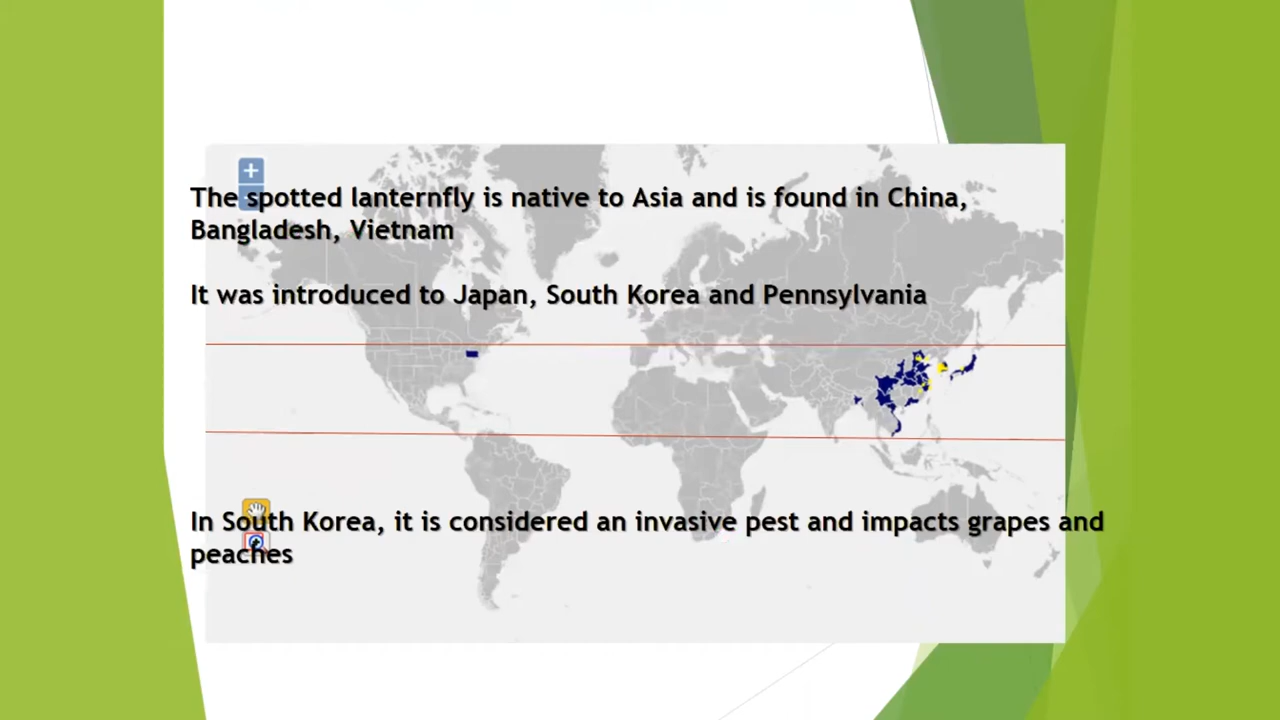 The spotted lanternfly is native to Asia and is found in China,
Bangladesh, Vietnam
It was introduced to Japan, South Korea and Pennsylvania
In South Korea, it is considered an invasive pest and impacts grapes and
peaches